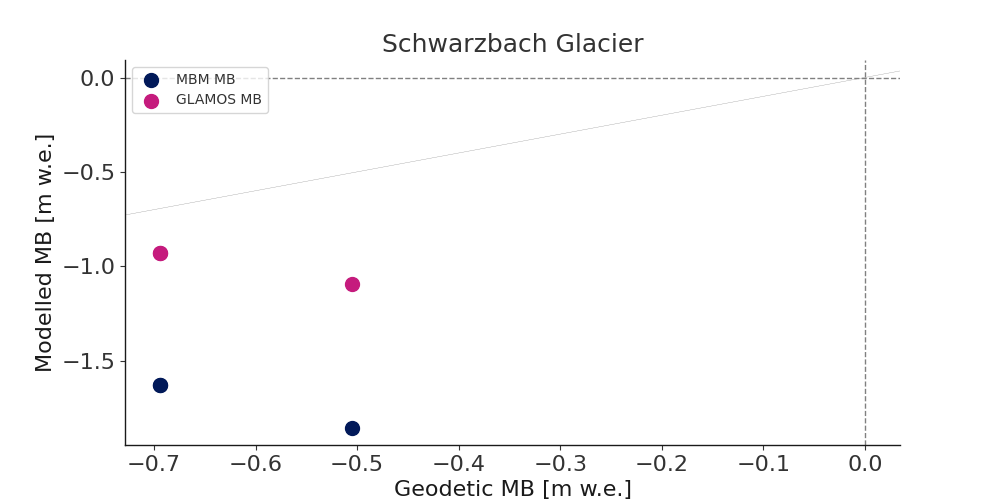 Schwarzbach Glacier
MBM MB
GLAMOS MB
Modelled MB [m w.e.]
0.0
−0.5
−1.0
−1.5
−0.7 −0.6 −0.5 −0.4 −0.3 −0.2 −0.1 0.0
Geodetic MB [m w.e.]